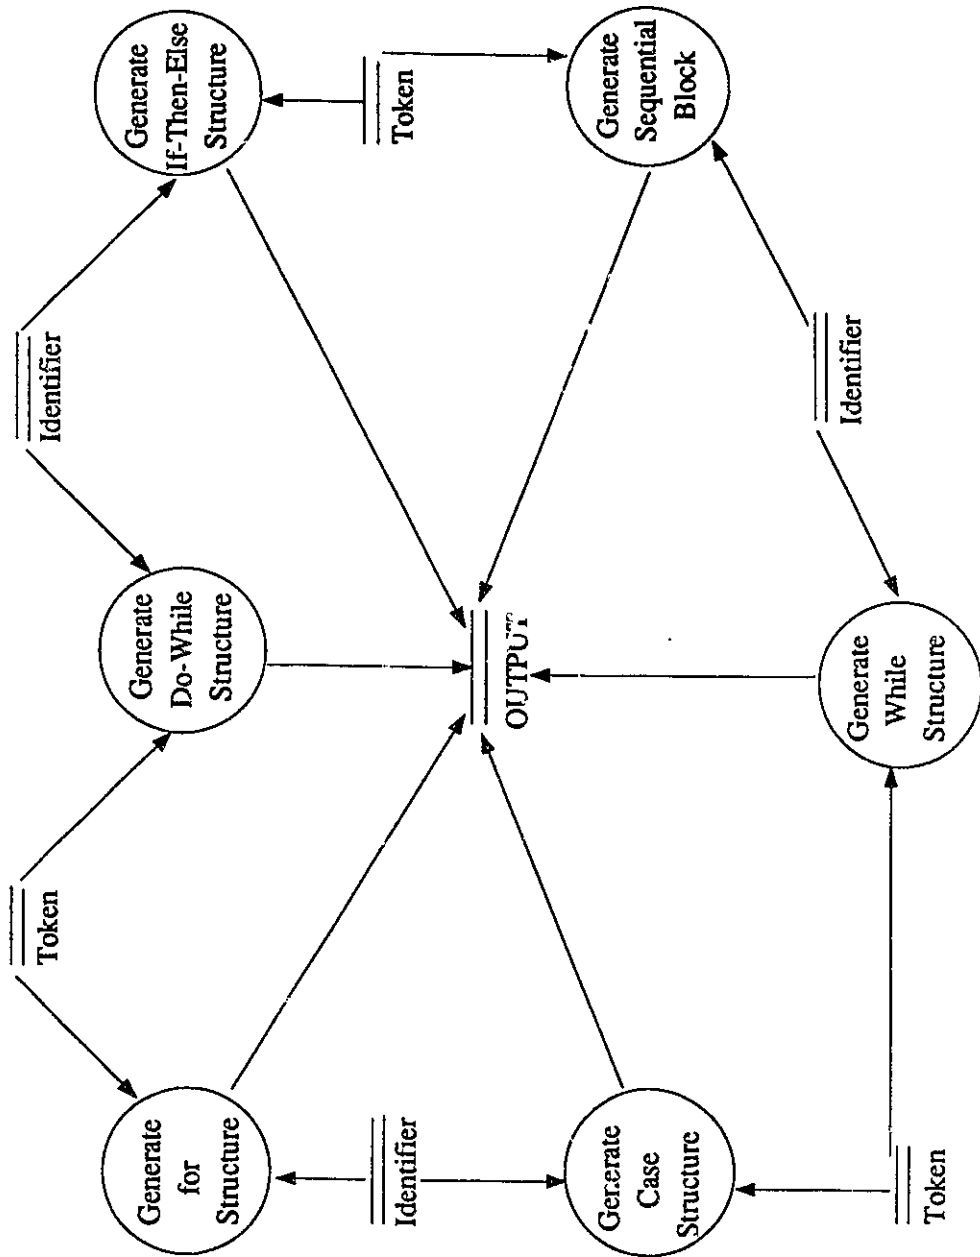 Token
Identifier
Generate
for
Structure
Generate
Do-While
Structure
Generate
If-Then-Else
Structure
Identifier
Token
OUTPUT
Generate
Case
Structure
Generate
Sequential
Block
Identifier
Generate
While
Structure
Token